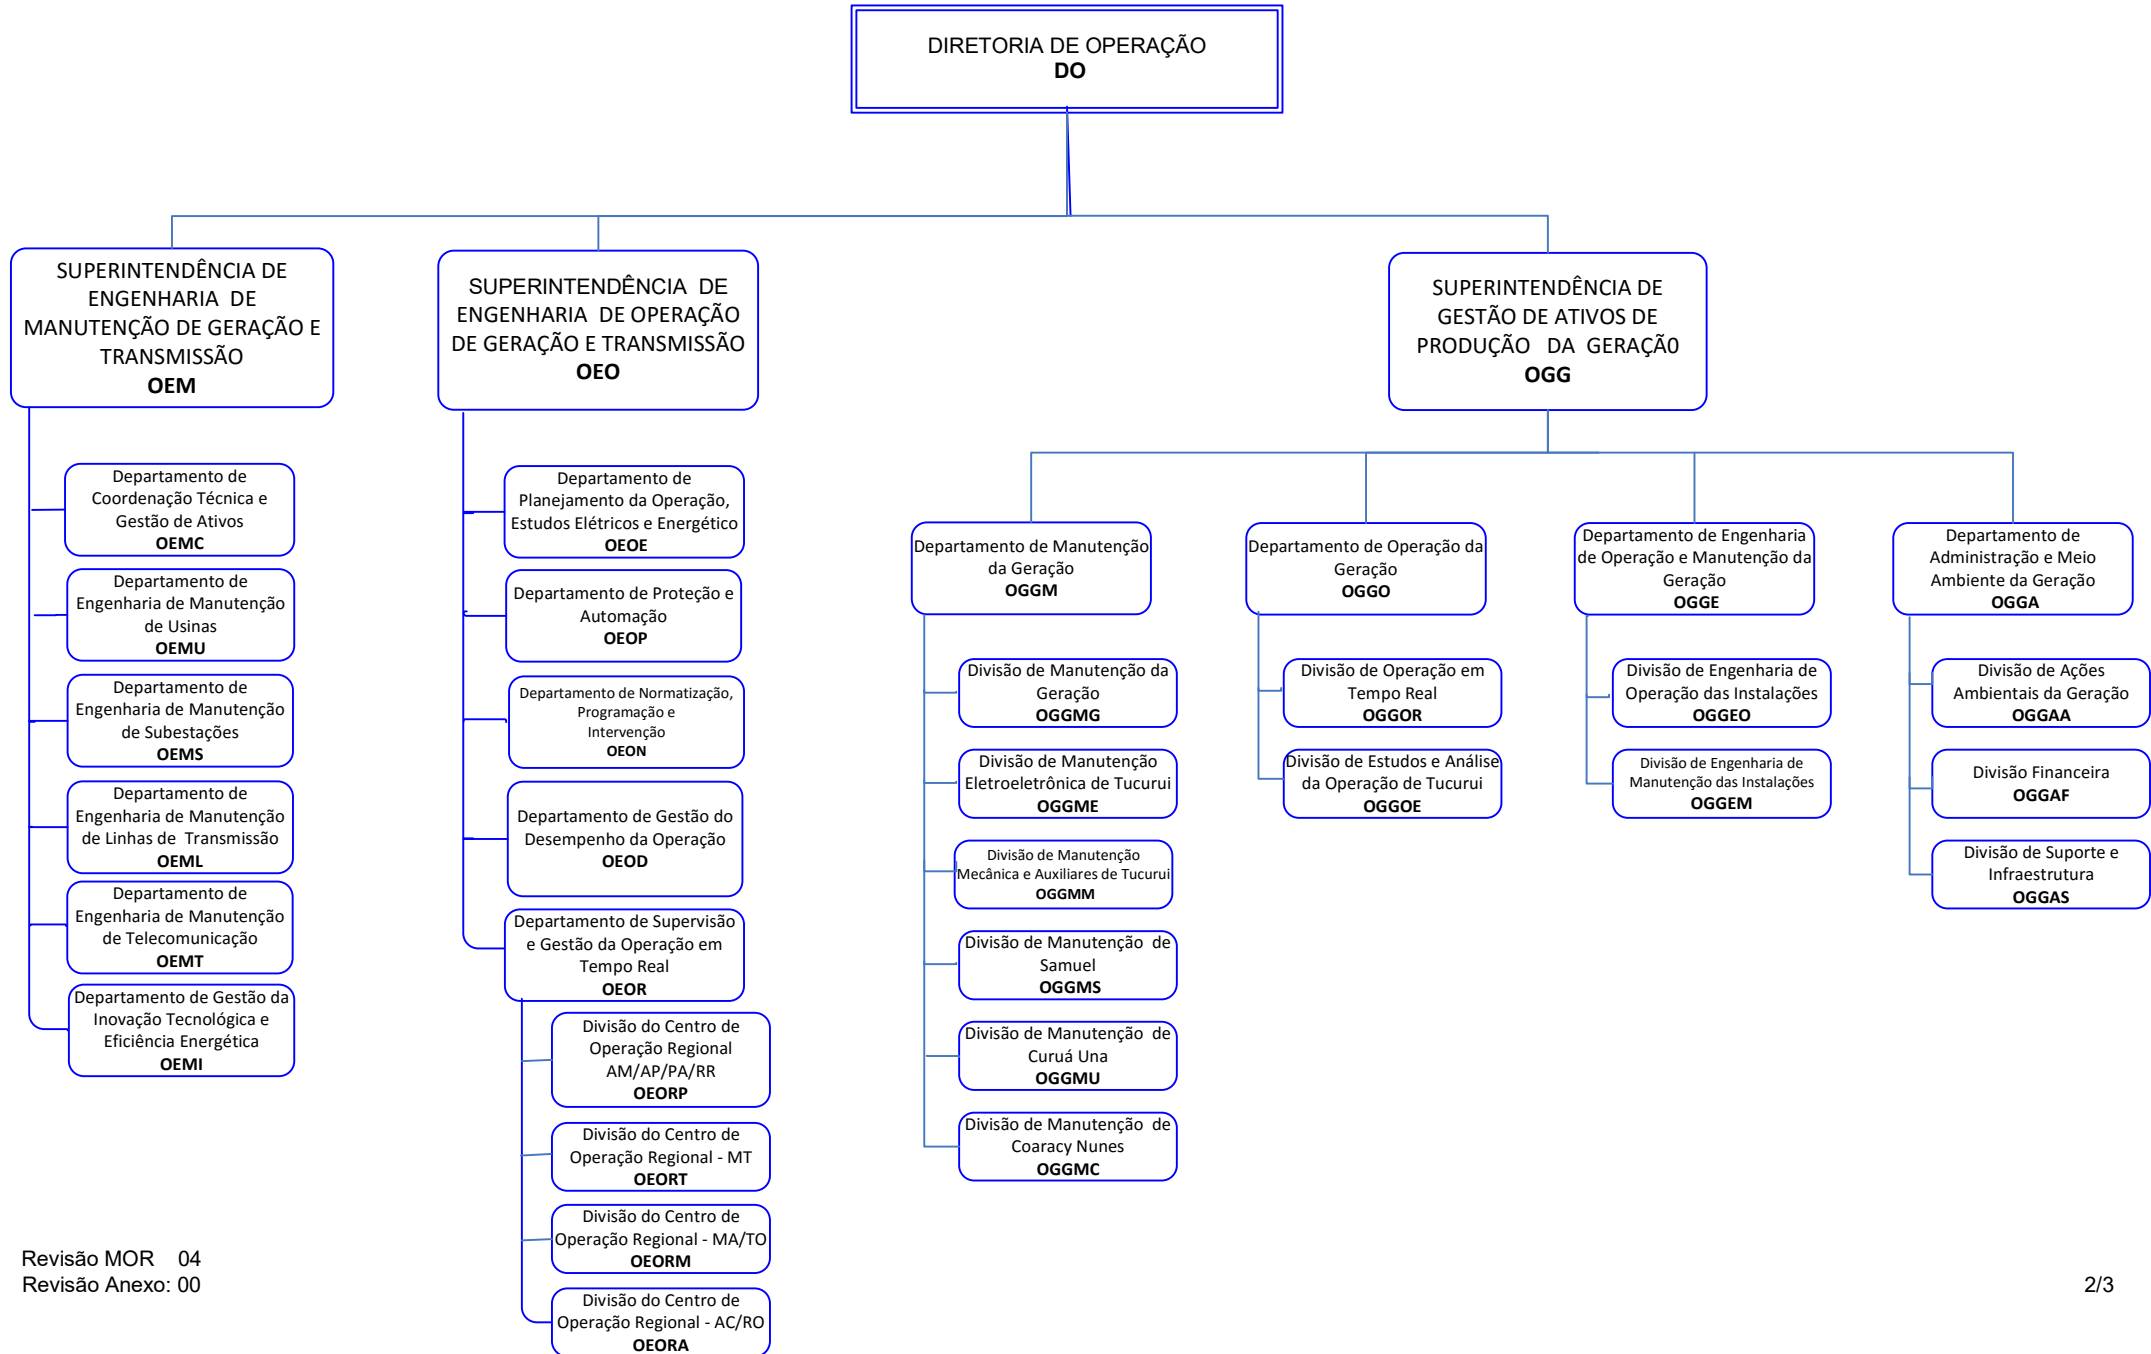 DIRETORIA DE OPERAÇÃO
DO
SUPERINTENDÊNCIA DE
ENGENHARIA DE
MANUTENÇÃO DE GERAÇÃO E
TRANSMISSÃO
OEM
Departamento de
Coordenação Técnica e
Gestão de Ativos
OEMC
Departamento de
Engenharia de Manutenção
de Usinas
OEMU
Departamento de
Engenharia de Manutenção
de Subestações
OEMS
Departamento de
Engenharia de Manutenção
de Linhas de Transmissão
OEML
Departamento de
Engenharia de Manutenção
de Telecomunicação
OEMT
Departamento de Gestão da
Inovação Tecnológica e
Eficiência Energética
OEMI
SUPERINTENDÊNCIA DE
ENGENHARIA DE OPERAÇÃO
DE GERAÇÃO E TRANSMISSÃO
OEO
Departamento de
Planejamento da Operação,
Estudos Elétricos e Energético
OEOE
Departamento de Proteção e
Automação
OEOP
Departamento de Normatização,
Programação e
Intervenção
OEON
Departamento de Gestão do
Desempenho da Operação
OEOD
Departamento de Supervisão
e Gestão da Operação em
Tempo Real
OEOR
Divisão do Centro de
Operação Regional
AM/AP/PA/RR
OEORP
Divisão do Centro de
Operação Regional - MT
OEORT
Divisão do Centro de
Operação Regional - MA/TO
OEORM
Divisão do Centro de
Operação Regional - AC/RO
OEORA
SUPERINTENDÊNCIA DE
GESTÃO DE ATIVOS DE
PRODUÇÃO DA GERAÇÃ0
OGG
Departamento de Manutenção
da Geração
OGGM
Divisão de Manutenção da
Geração
OGGMG
Divisão de Manutenção
Eletroeletrônica de Tucurui
OGGME
Divisão de Manutenção
Mecânica e Auxiliares de Tucurui
OGGMM
Divisão de Manutenção de
Samuel
OGGMS
Divisão de Manutenção de
Curuá Una
OGGMU
Divisão de Manutenção de
Coaracy Nunes
OGGMC
Departamento de Operação da
Geração
OGGO
Divisão de Operação em
Tempo Real
OGGOR
Divisão de Estudos e Análise
da Operação de Tucurui
OGGOE
Departamento de Engenharia
de Operação e Manutenção da
Geração
OGGE
Divisão de Engenharia de
Operação das Instalações
OGGEO
Divisão de Engenharia de
Manutenção das Instalações
OGGEM
Departamento de
Administração e Meio
Ambiente da Geração
OGGA
Divisão de Ações
Ambientais da Geração
OGGAA
Divisão Financeira
OGGAF
Divisão de Suporte e
Infraestrutura
OGGAS
Revisão MOR 04
Revisão Anexo: 00
2/3